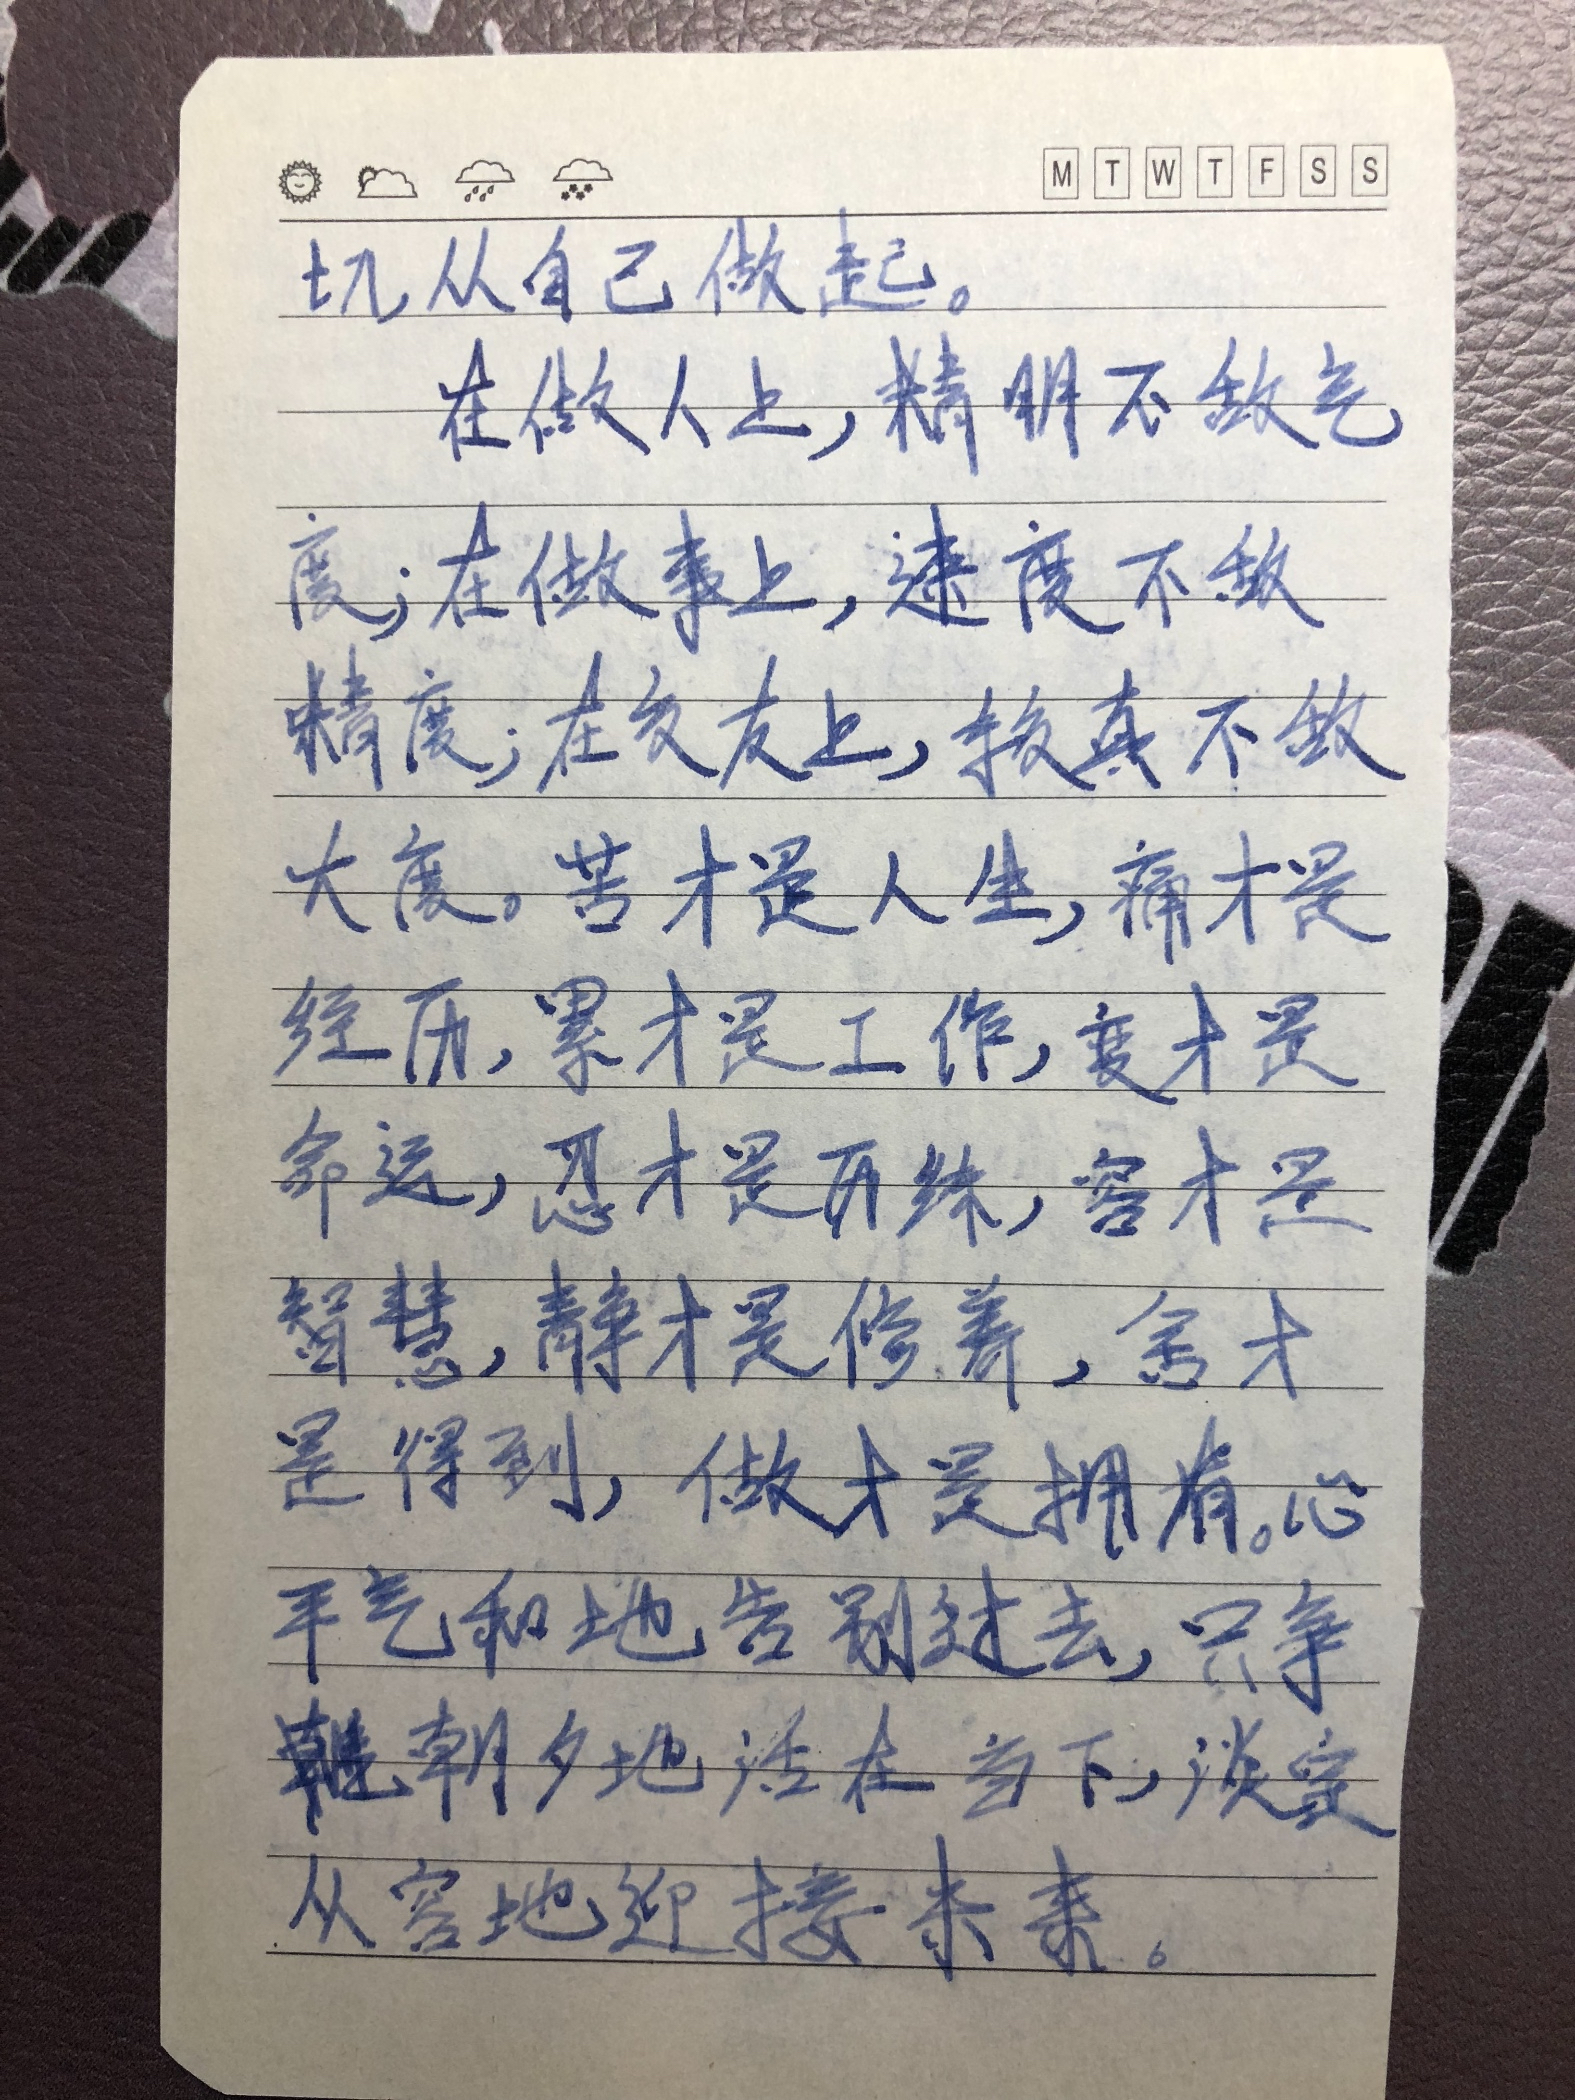 M T W T F S S
切从自己做起。
在做人上,精明不敌气
度;在做事上,速度不敌
精度;在交友上,较真不敌
大度。苦才是人生,痛才是
经历,累才是工作,变才是
命运,忍才是历练,容才是
智慧,静才是修养,舍才
是得到,做才是拥有。心
平气和地告别过去,只争
朝夕地活在当下,淡定
从容地迎接未来。